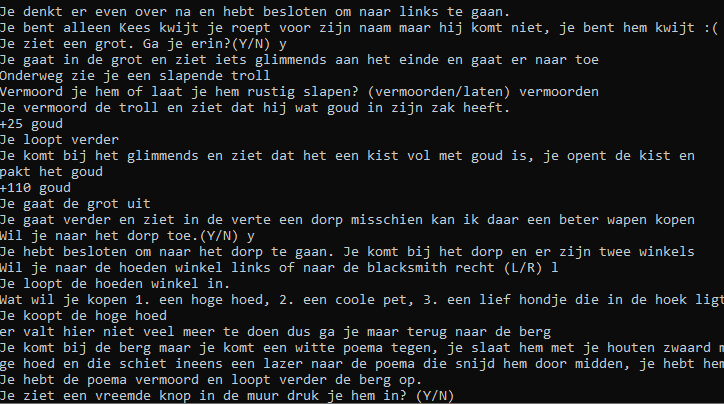 Je denkt er even over na en hebt besloten om naar links te gaan.
Je bent alleen Kees kwijt je roept voor zijn naam maar hij komt niet, je bent hem kwijt :(
Je ziet een grot. Ga je erin?(Y/N) y
Je gaat in de grot en ziet iets glimmends aan het einde en gaat er naar toe
Onderweg zie je een slapende troll
Vermoord je hem of laat je hem rustig slapen? (vermoorden/laten) vermoorden
Je vermoord de troll en ziet dat hij wat goud in zijn zak heeft.
+25 goud
Je loopt verder
Je komt bij het glimmends en ziet dat het een kist vol met goud is, je opent de kist en
pakt het goud
+110 goud
Je gaat de grot uit
Je gaat verder en ziet in de verte een dorp misschien kan ik daar een beter wapen kopen
Wil je naar het dorp toe.(Y/N) y
Je hebt besloten om naar het dorp te gaan. Je komt bij het dorp en er zijn twee winkels
Wil je naar de hoeden winkel links of naar de blacksmith recht (L/R) l
Je loopt de hoeden winkel in.
Wat wil je kopen 1. een hoge hoed, 2. een coole pet, 3. een lief hondje die in de hoek ligt
Je koopt de hoge hoed
er valt hier niet veel meer te doen dus ga je maar terug naar de berg
Je komt bij de berg maar je komt een witte poema tegen, je slaat hem met je houten zwaard m
ge hoed en die schiet ineens een lazer naar de poema die snijd hem door midden, je hebt hem
Je hebt de poema vermoord en loopt verder de berg op.
Je ziet een vreemde knop in de muur druk je hem in? (Y/N)